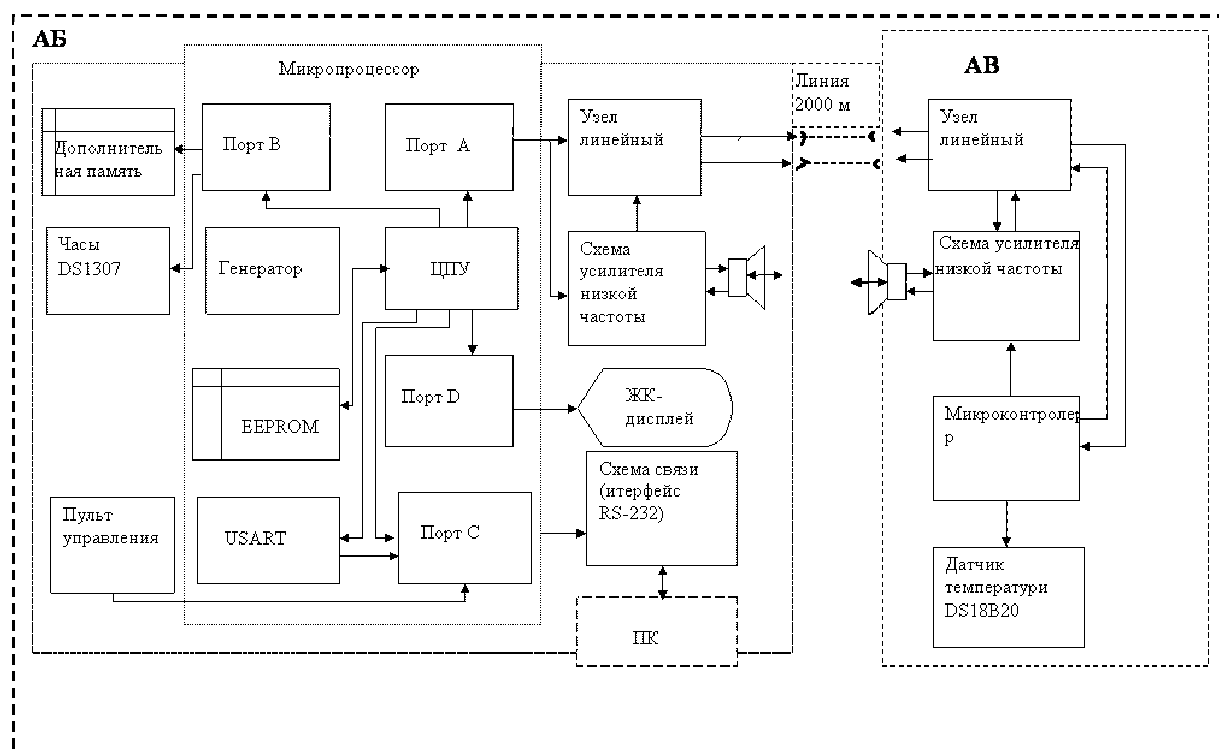 АБ
Микропроцессор
Дополнитель
ная память
Порт В
Порт А
Узел
линейный
Линия
2000 м
АВ
Узел
линейный
Часы
DS1307
Генератор
ЦПУ
Схема
усилителя
низкой
частоты
Схема усилителя
низкой частоты
EEPROM
Порт D
ЖК-
дисплей
Микроконтролер
р
Пульт
управления
USART
Порт С
Схема связи
(итерфейс
RS-232)
ПК
Датчик
температури
DS18B20